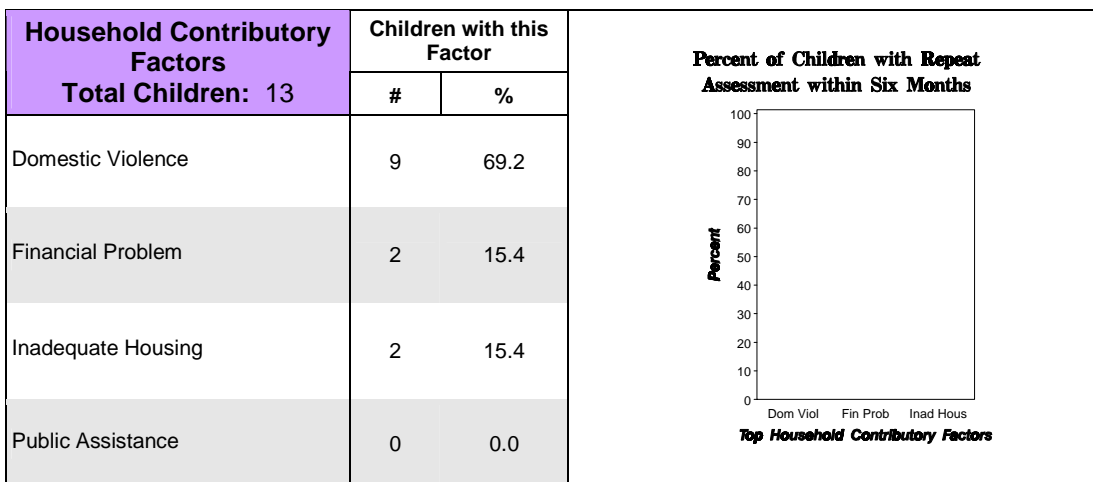 Household Contributory
Factors
Total Children: 13
Children with this
Factor
# %
Domestic Violence 9 69.2
Financial Problem 2 15.4
Inadequate Housing 2 15.4
Public Assistance 0 0.0
Percent of Children with Repeat
Assessment within Six Months
100
90
80
70
60
50
40
30
20
10
0
Percent
Dom Viol Fin Prob Inad Hous
Top Household Contributory Factors